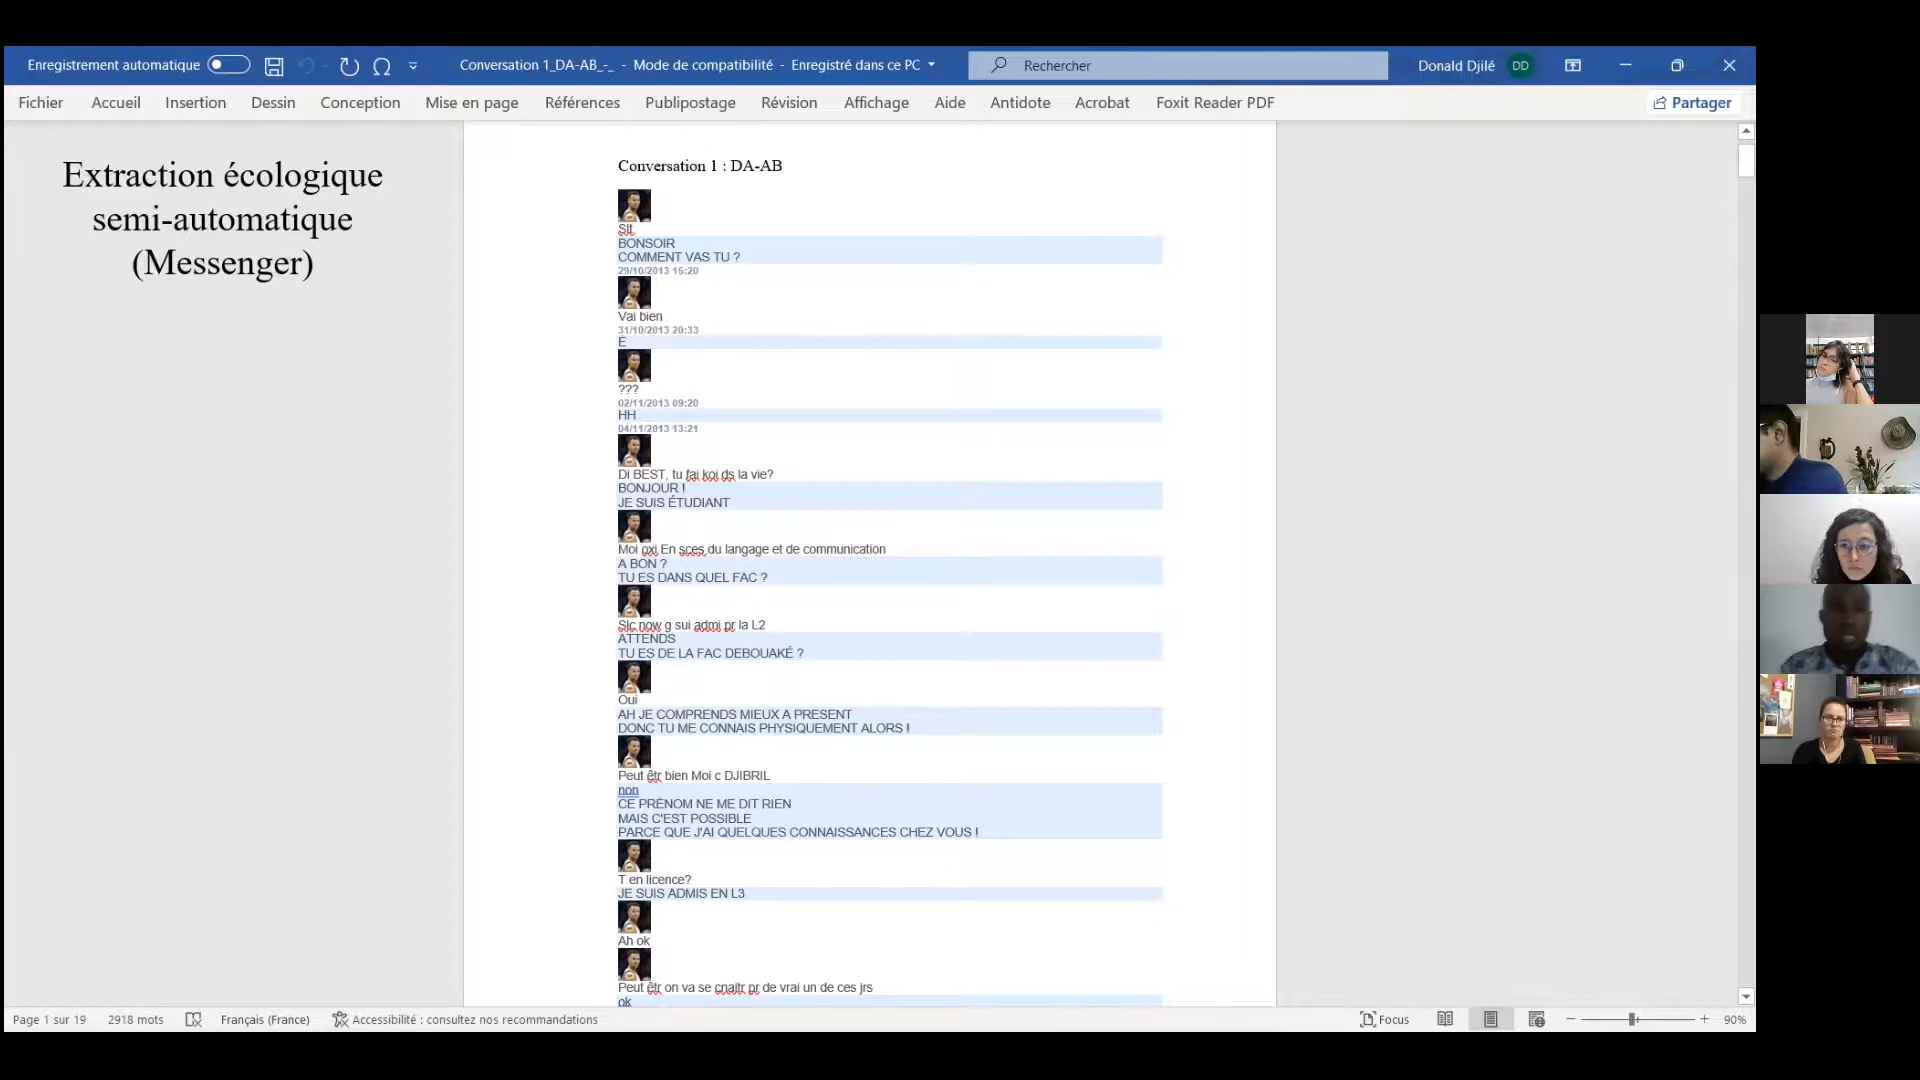 Enregistrement automatique
Conversation 1_DA-AB_-_ - Mode de compatibilité - Enregistré dans ce PC
Rechercher
Donald Djilé DD
Fichier Accueil Insertion Dessin Conception Mise en page Références Publipostage Révision Affichage Aide Antidote Acrobat Foxit Reader PDF Partager
Extraction écologique
semi-automatique
(Messenger)
Conversation 1 : DA-AB
Slt
BONSOIR
COMMENT VAS TU ?
29/10/2013 15:20
Vai bien
31/10/2013 20:33
É
???
02/11/2013 09:20
HH
04/11/2013 13:21
Di BEST, tu fai koi ds la vie?
BONJOUR !
JE SUIS ÉTUDIANT
Moi oxi En sces du langage et de communication
A BON ?
TU ES DANS QUEL FAC ?
Slc now g sui admi pr la L2
ATTENDS
TU ES DE LA FAC DEBOUAKÉ ?
Oui
AH JE COMPRENDS MIEUX A PRESENT
DONC TU ME CONNAIS PHYSIQUEMENT ALORS !
Peut êtr bien Moi c DJIBRIL
non
CE PRÉNOM NE ME DIT RIEN
MAIS C'EST POSSIBLE
PARCE QUE J'AI QUELQUES CONNAISSANCES CHEZ VOUS !
T en licence?
JE SUIS ADMIS EN L3
Ah ok
Peut êtr on va se cnaitr pr de vrai un de ces jrs
ok
Page 1 sur 19 2918 mots Français (France) Accessibilité : consultez nos recommandations Focus 90%